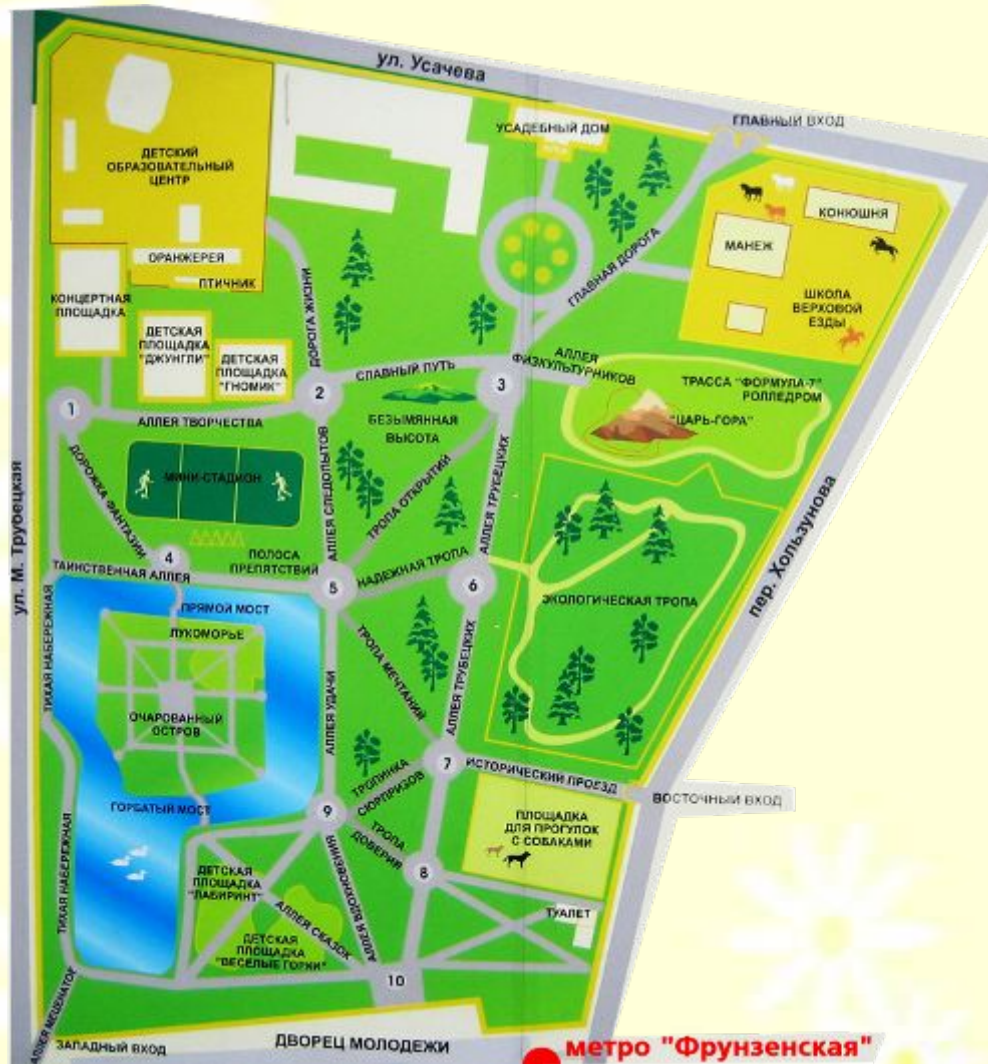 ул. Усачева
ГЛАВНЫЙ ВХОД
УСАДЕБНЫЙ ДОМ
ДЕТСКИЙ
ОБРАЗОВАТЕЛЬНЫЙ
ЦЕНТР
КОНЮШНЯ
МАНЕЖ
ОРАНЖЕРЕЯ
ПТИЧНИК
КОНЦЕРТНАЯ
ПЛОЩАДКА
ШКОЛА
ВЕРХОВОЙ
ЕЗДЫ
ГЛАВНАЯ ДОРОГА
ДОРОГА ЖИЗНИ
ДЕТСКАЯ
ПЛОЩАДКА
"ДЖУНГЛИ"
ДЕТСКАЯ
ПЛОЩАДКА
"ГНОМИК"
СЛАВНЫЙ ПУТЬ
АЛЛЕЯ
ФИЗКУЛЬТУРНИКОВ
ТРАССА "ФОРМУЛА-7"
РОЛЛЕДРОМ
"ЦАРЬ-ГОРА"
1
2
3
АЛЛЕЯ ТВОРЧЕСТВА
БЕЗЫМЯННАЯ
ВЫСОТА
ул. М. Трубецкая
ДОРОЖКА ФАНТАЗИИ
МИНИ-СТАДИОН
АЛЛЕЯ СЛЕДОПЫТОВ
ТРОПА ОТКРЫТИЙ
АЛЛЕЯ ТРУБЕЦКИХ
пер. Хользунова
4
ПОЛОСА
ПРЕПЯТСТВИЙ
ТАИНСТВЕННАЯ АЛЛЕЯ
5
НАДЕЖНАЯ ТРОПА
6
ЭКОЛОГИЧЕСКАЯ ТРОПА
ПРЯМОЙ МОСТ
ЛУКОМОРЬЕ
ТИХАЯ НАБЕРЕЖНАЯ
ТРОПА МЕЧТАНИЙ
АЛЛЕЯ ТРУБЕЦКИХ
АЛЛЕЯ УДАЧИ
ОЧАРОВАННЫЙ
ОСТРОВ
7
ИСТОРИЧЕСКИЙ ПРОЕЗД
ВОСТОЧНЫЙ ВХОД
ТРОПИНКА
СЮРПРИЗОВ
ГОРБАТЫЙ МОСТ
9
ТРОПА
ДОВЕРИЯ
ПЛОЩАДКА
ДЛЯ ПРОГУЛОК
С СОБАКАМИ
8
ТИХАЯ НАБЕРЕЖНАЯ
ДЕТСКАЯ
ПЛОЩАДКА
"ЛАБИРИНТ"
АЛЛЕЯ ВДОХНОВЕНИЯ
АЛЛЕЯ СКАЗОК
ТУАЛЕТ
ДЕТСКАЯ
ПЛОЩАДКА
"ВЕСЕЛЫЕ ГОРКИ"
10
АЛЛЕЯ МЕЦЕНАТОВ
ЗАПАДНЫЙ ВХОД
ДВОРЕЦ МОЛОДЕЖИ
метро "Фрунзенская"